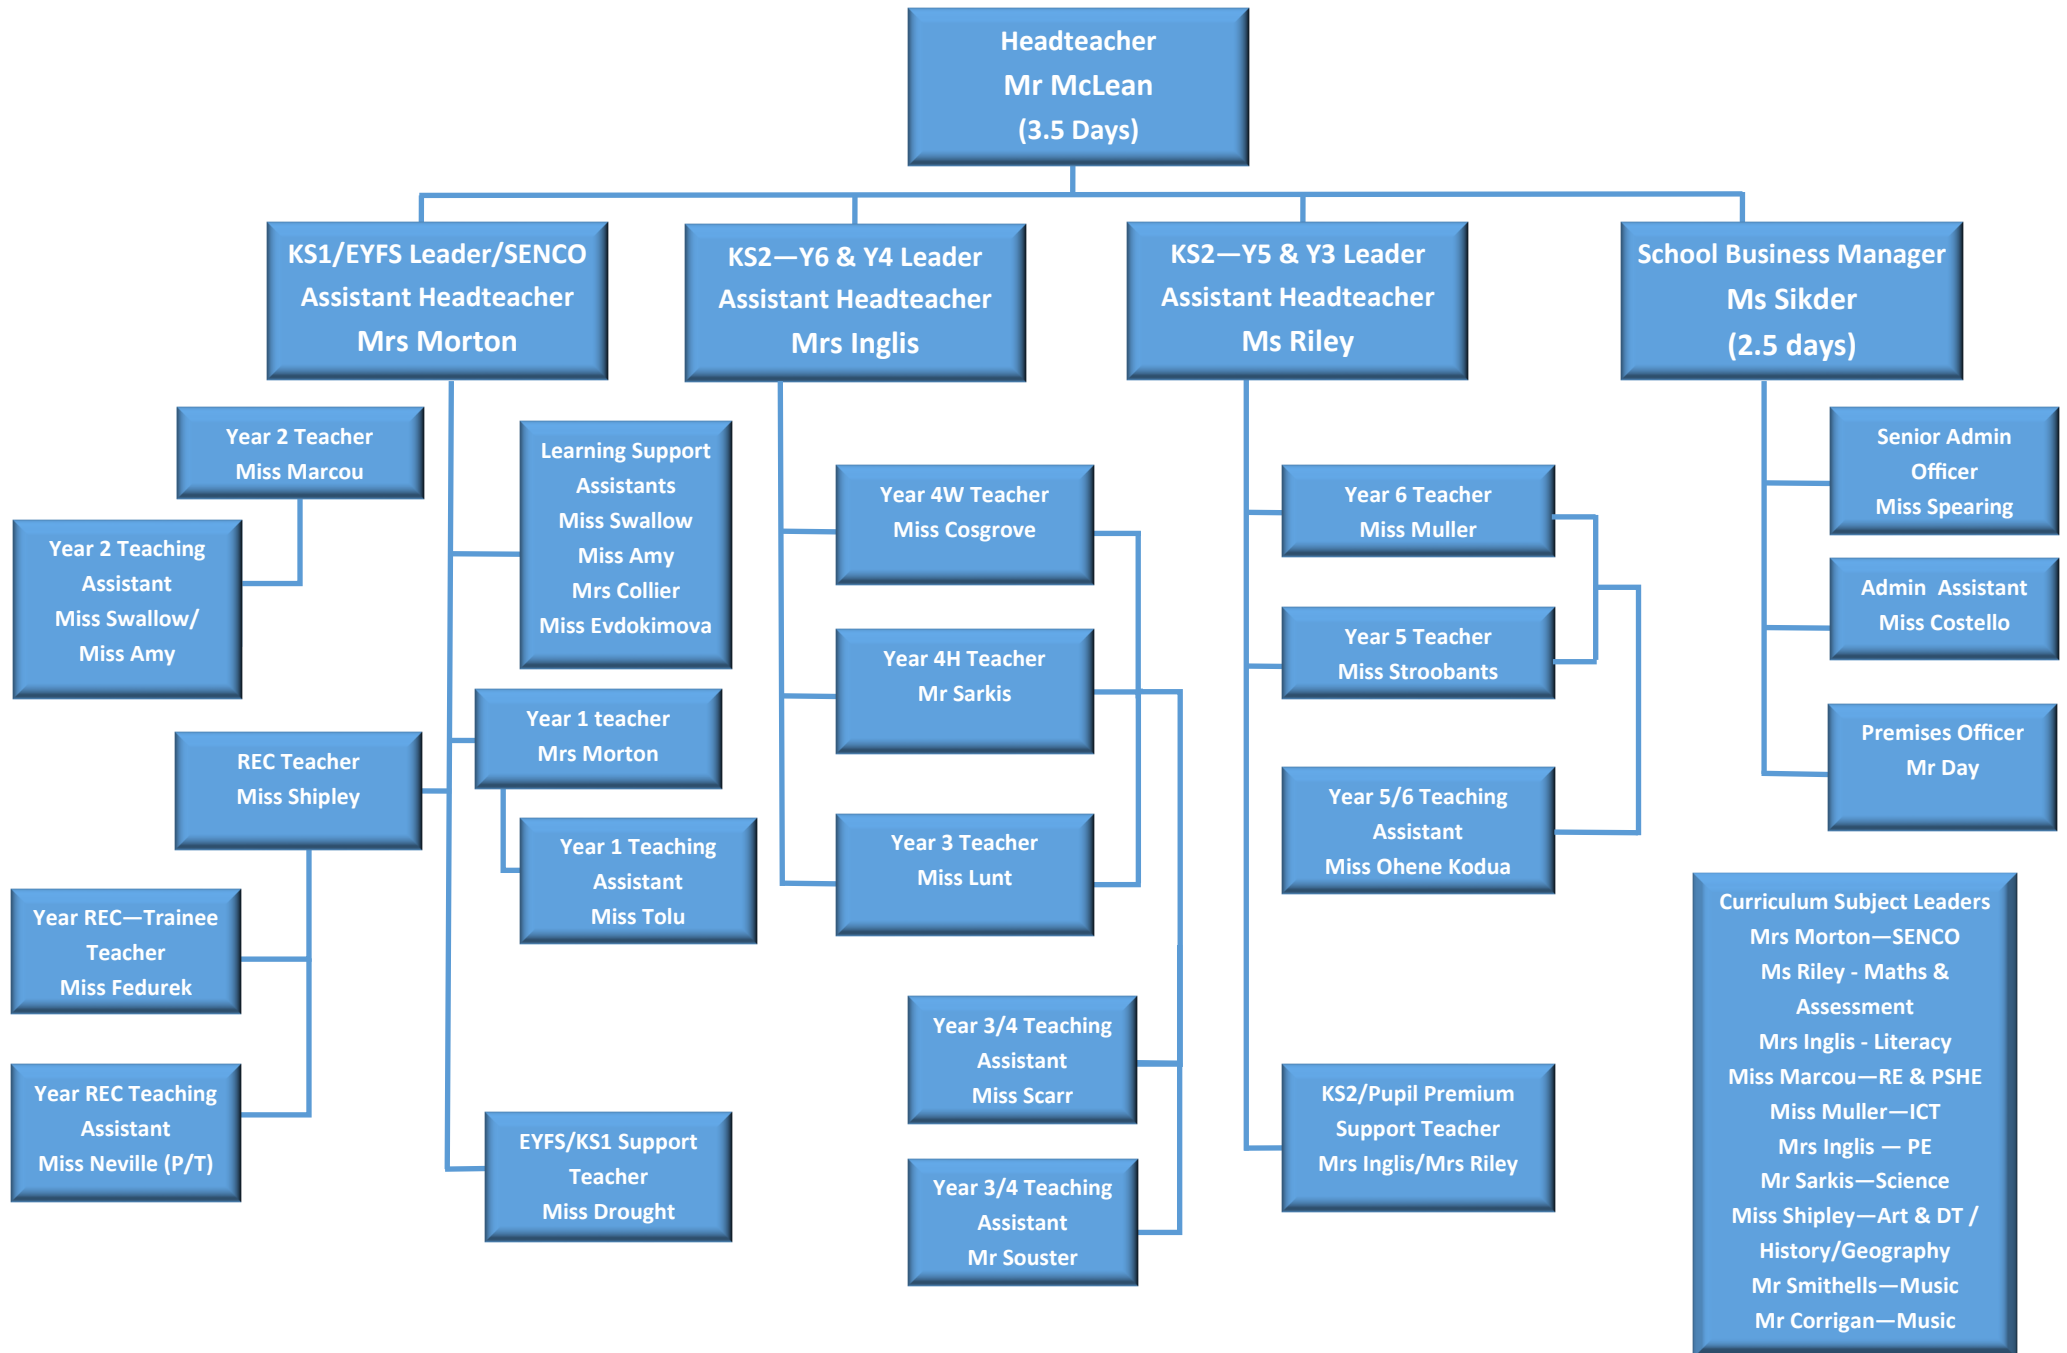 Headteacher
Mr McLean
(3.5 Days)
KS1/EYFS Leader/SENCO
Assistant Headteacher
Mrs Morton
KS2—Y6 & Y4 Leader
Assistant Headteacher
Mrs Inglis
KS2—Y5 & Y3 Leader
Assistant Headteacher
Ms Riley
School Business Manager
Ms Sikder
(2.5 days)
Year 2 Teacher
Miss Marcou
Year 2 Teaching
Assistant
Miss Swallow/
Miss Amy
Learning Support
Assistants
Miss Swallow
Miss Amy
Mrs Collier
Miss Evdokimova
REC Teacher
Miss Shipley
Year 1 teacher
Mrs Morton
Year 1 Teaching
Assistant
Miss Tolu
Year REC—Trainee
Teacher
Miss Fedurek
Year REC Teaching
Assistant
Miss Neville (P/T)
EYFS/KS1 Support
Teacher
Miss Drought
Year 4W Teacher
Miss Cosgrove
Year 4H Teacher
Mr Sarkis
Year 3 Teacher
Miss Lunt
Year 3/4 Teaching
Assistant
Miss Scarr
Year 3/4 Teaching
Assistant
Mr Souster
Year 6 Teacher
Miss Muller
Year 5 Teacher
Miss Stroobants
Year 5/6 Teaching
Assistant
Miss Ohene Kodua
KS2/Pupil Premium
Support Teacher
Mrs Inglis/Mrs Riley
Senior Admin
Officer
Miss Spearing
Admin  Assistant
Miss Costello
Premises Officer
Mr Day
Curriculum Subject Leaders
Mrs Morton—SENCO
Ms Riley - Maths &
Assessment
Mrs Inglis - Literacy
Miss Marcou—RE & PSHE
Miss Muller—ICT
Mrs Inglis — PE
Mr Sarkis—Science
Miss Shipley—Art & DT /
History/Geography
Mr Smithells—Music
Mr Corrigan—Music